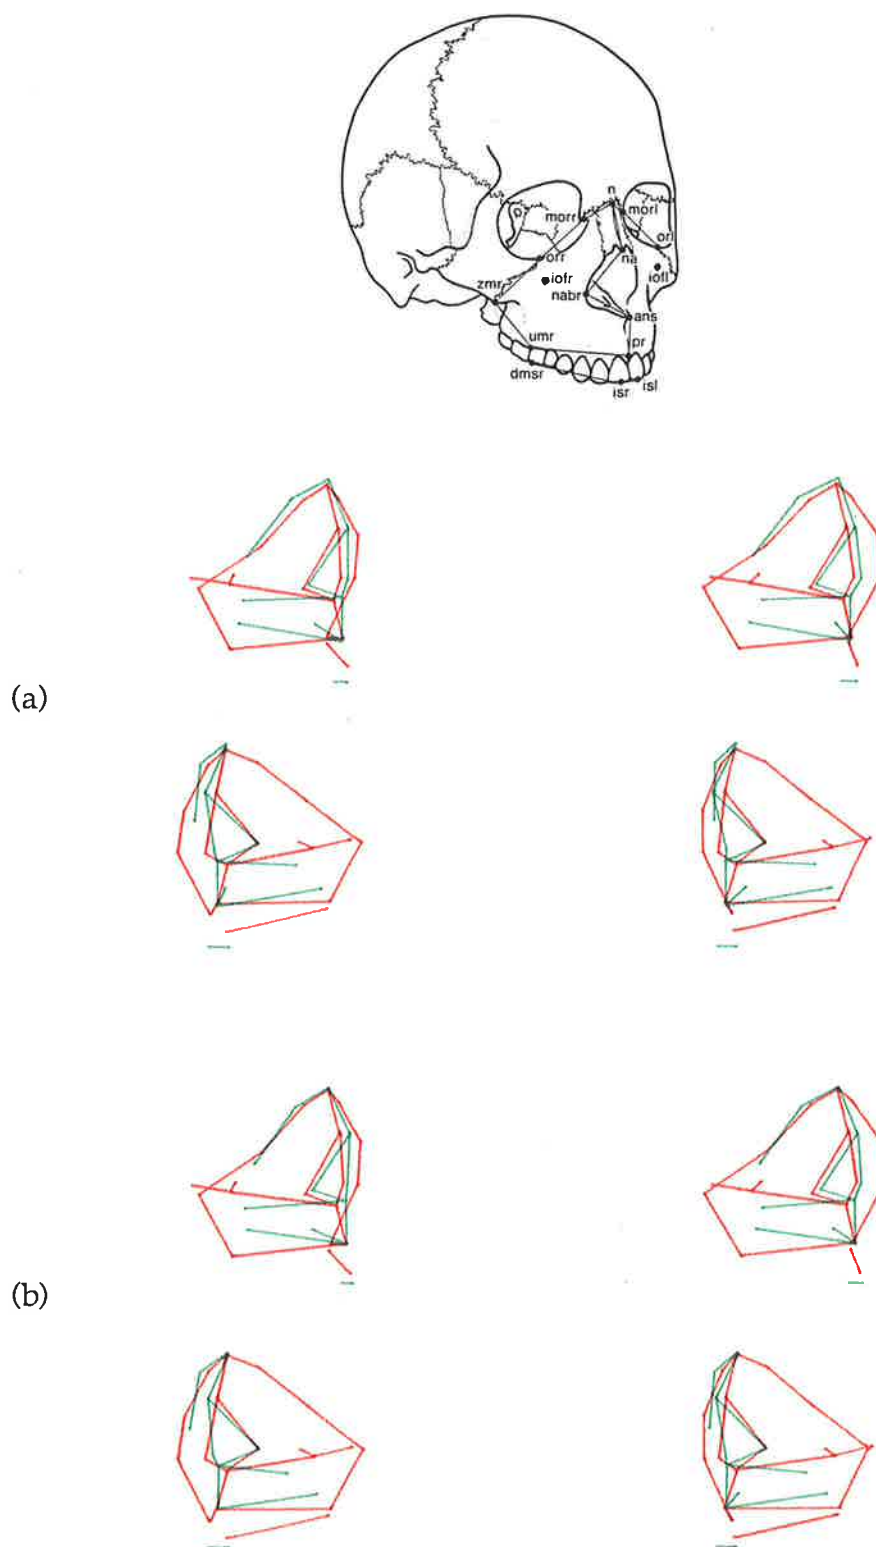 n
o
morr
morl
orl
orr
na
zmr
iofr
iofl
nabr
ans
umr
pr
dmsr
isr
isl
(a)
(b)